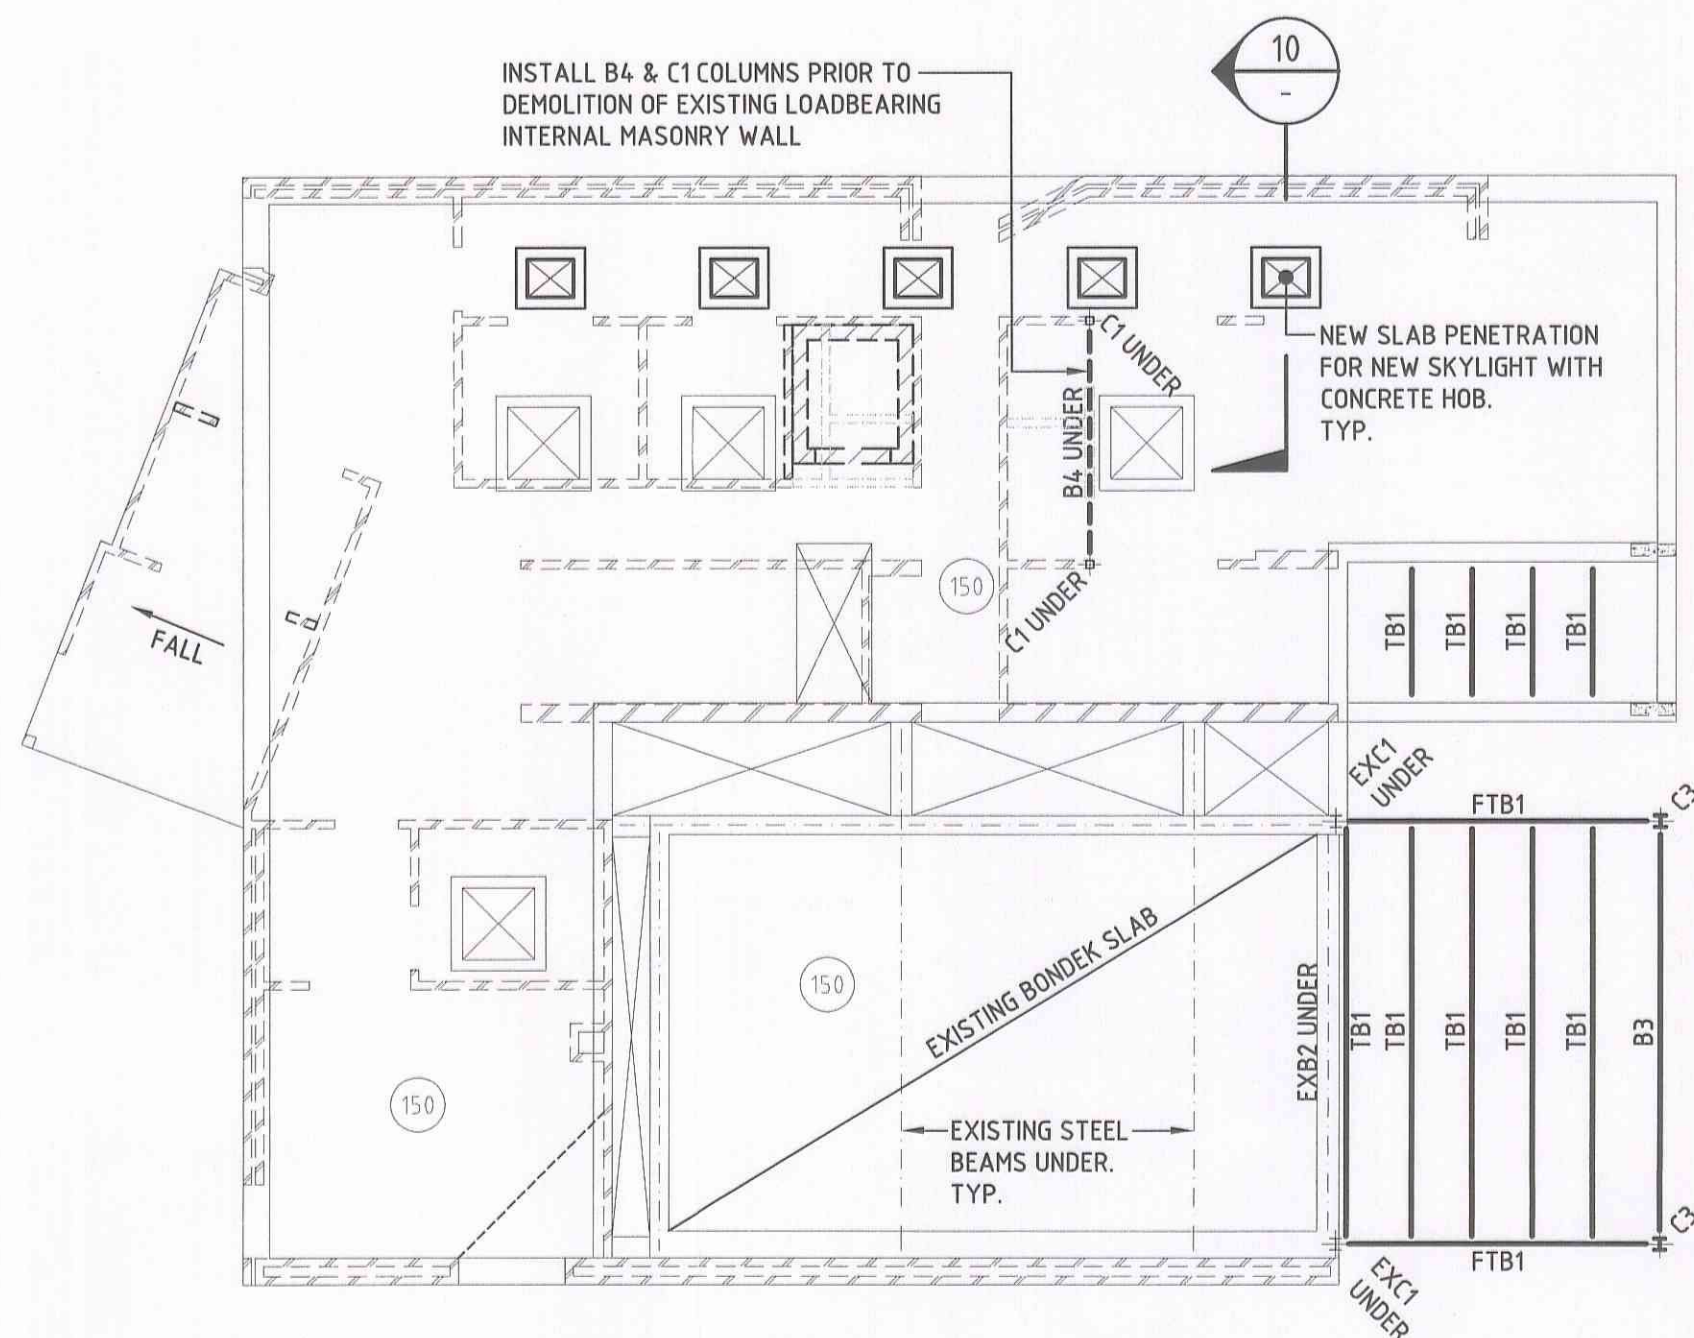 INSTALL B4 & C1 COLUMNS PRIOR TO
DEMOLITION OF EXISTING LOADBEARING
INTERNAL MASONRY WALL
10
-
NEW SLAB PENETRATION
FOR NEW SKYLIGHT WITH
CONCRETE HOB.
TYP.
C1 UNDER
B4 UNDER
C1 UNDER
150
FALL
TB1
TB1
TB1
TB1
EXC1
UNDER
FTB1
C3
EXISTING BONDEK SLAB
150
EXB2 UNDER
TB1
TB1
TB1
TB1
TB1
B3
150
EXISTING STEEL
BEAMS UNDER.
TYP.
C3
FTB1
EXC1
UNDER